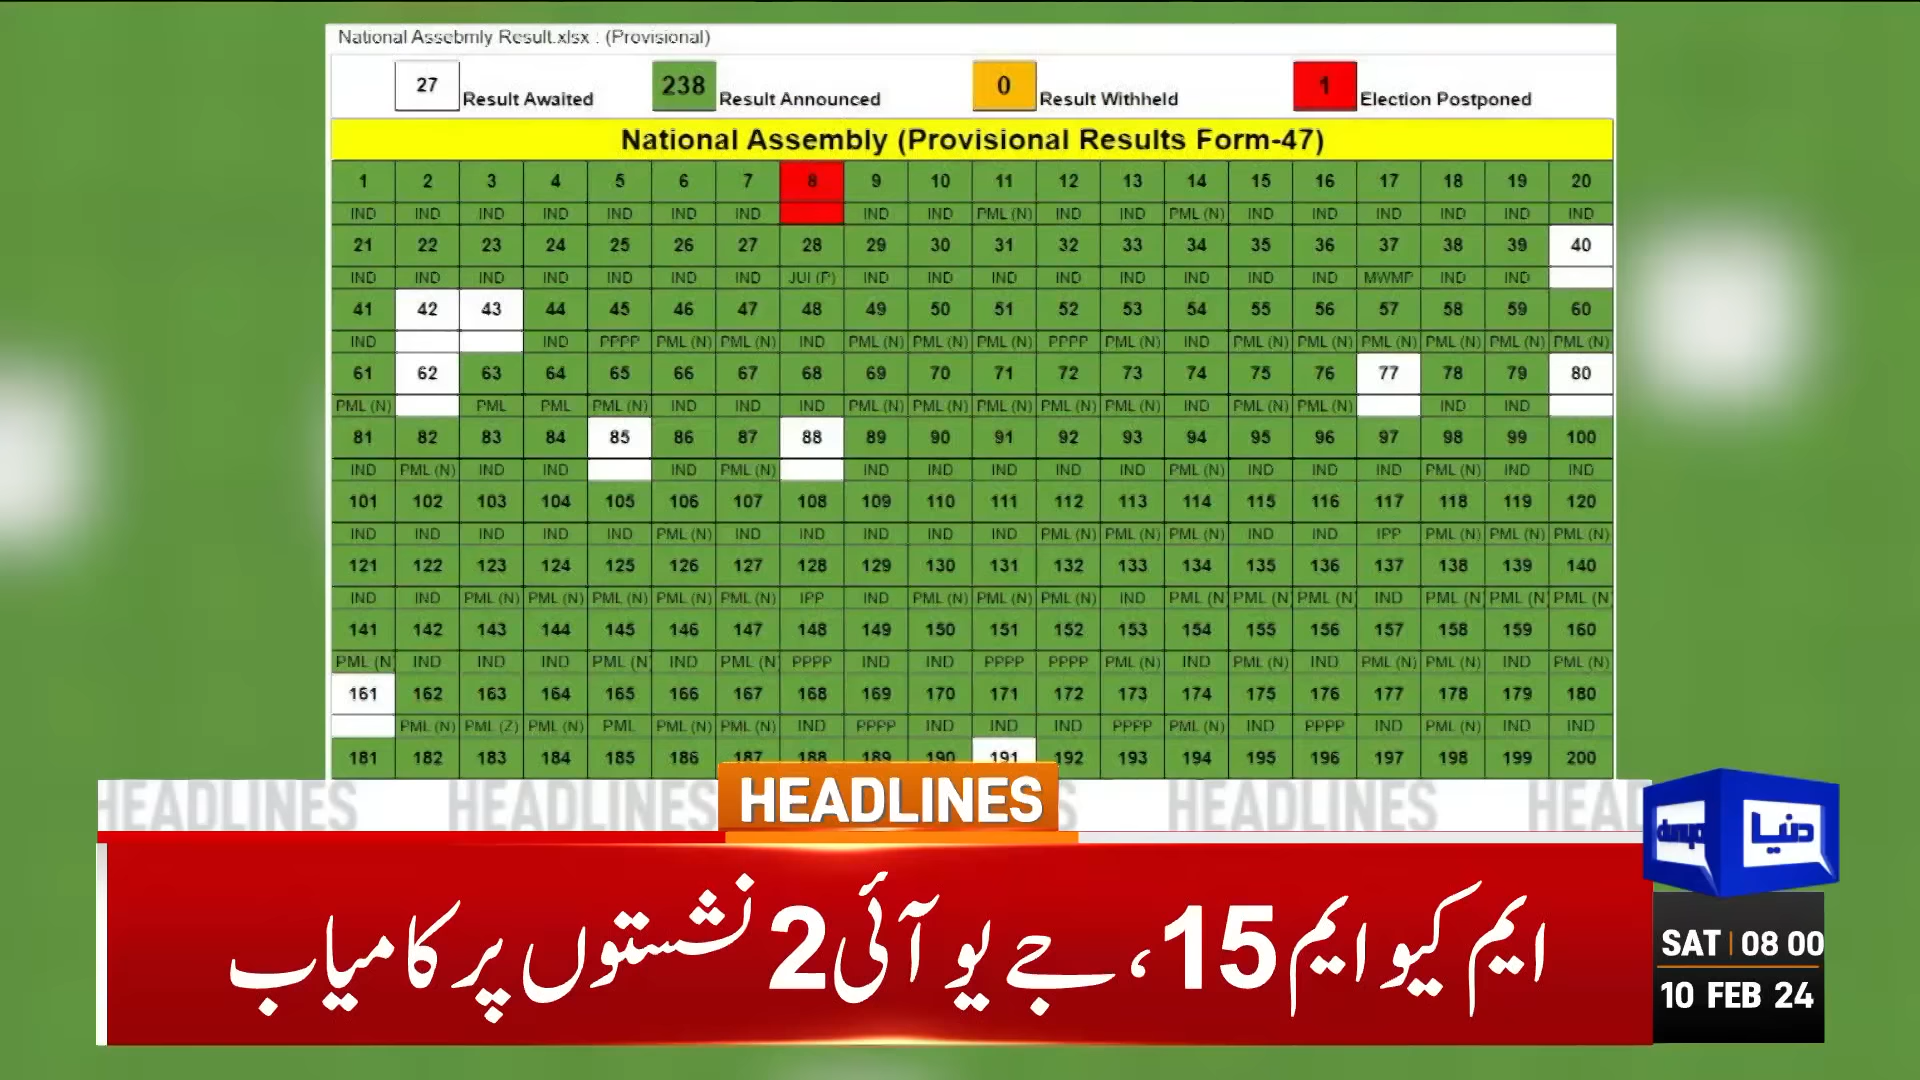 National Assebmly Result.xlsx : (Provisional)
27 Result Awaited 238 Result Announced 0 Result Withheld 1 Election Postponed
National Assembly (Provisional Results Form-47)
1 2 3 4 5 6 7 8 9 10 11 12 13 14 15 16 17 18 19 20
IND IND IND IND IND IND IND IND IND PML (N) IND IND PML (N) IND IND IND IND IND IND
21 22 23 24 25 26 27 28 29 30 31 32 33 34 35 36 37 38 39 40
IND IND IND IND IND IND IND JUI (P) IND IND IND IND IND IND IND IND MWMP IND IND
41 42 43 44 45 46 47 48 49 50 51 52 53 54 55 56 57 58 59 60
IND IND PPPP PML (N) PML (N) IND PML (N) PML (N) PML (N) PPPP PML (N) IND PML (N) PML (N) PML (N) PML (N) PML (N) PML (N)
61 62 63 64 65 66 67 68 69 70 71 72 73 74 75 76 77 78 79 80
PML (N) PML PML PML (N) IND IND IND PML (N) PML (N) PML (N) PML (N) PML (N) IND PML (N) PML (N) IND IND
81 82 83 84 85 86 87 88 89 90 91 92 93 94 95 96 97 98 99 100
IND PML (N) IND IND IND PML (N) IND IND IND IND IND PML (N) IND IND IND PML (N) IND IND
101 102 103 104 105 106 107 108 109 110 111 112 113 114 115 116 117 118 119 120
IND IND IND IND IND PML (N) IND IND IND IND IND PML (N) PML (N) PML (N) IND IND IPP PML (N) PML (N) PML (N)
121 122 123 124 125 126 127 128 129 130 131 132 133 134 135 136 137 138 139 140
IND IND PML (N) PML (N) PML (N) PML (N) PML (N) IPP IND PML (N) PML (N) PML (N) IND PML (N PML (N PML (N) IND PML (N PML (N) PML (N)
141 142 143 144 145 146 147 148 149 150 151 152 153 154 155 156 157 158 159 160
PML (N IND IND IND PML (N IND PML (N PPPP IND IND PPPP PPPP PML (N) IND PML (N) IND PML (N) PML (N) IND PML (N)
161 162 163 164 165 166 167 168 169 170 171 172 173 174 175 176 177 178 179 180
PML (N) PML (Z) PML (N) PML PML (N) PML (N) IND PPPP IND IND IND PPPP PML (N) IND PPPP IND PML (N) IND IND
181 182 183 184 185 186 187 188 189 190 191 192 193 194 195 196 197 198 199 200
HEADLINES HEADLINES HEADLINES HEAD
HEADLINES
دنیا
dunya
ایم کیو ایم 15، جے یو آئی 2 نشستوں پر کامیاب
SAT 08 00
10 FEB 24